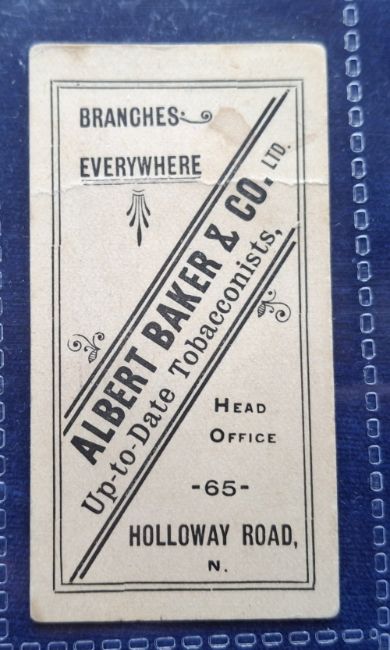 BRANCHES
EVERYWHERE
ALBERT BAKER & CO. LTD.
Up-to-Date Tobacconists,
HEAD
OFFICE
-65-
HOLLOWAY ROAD,
N.